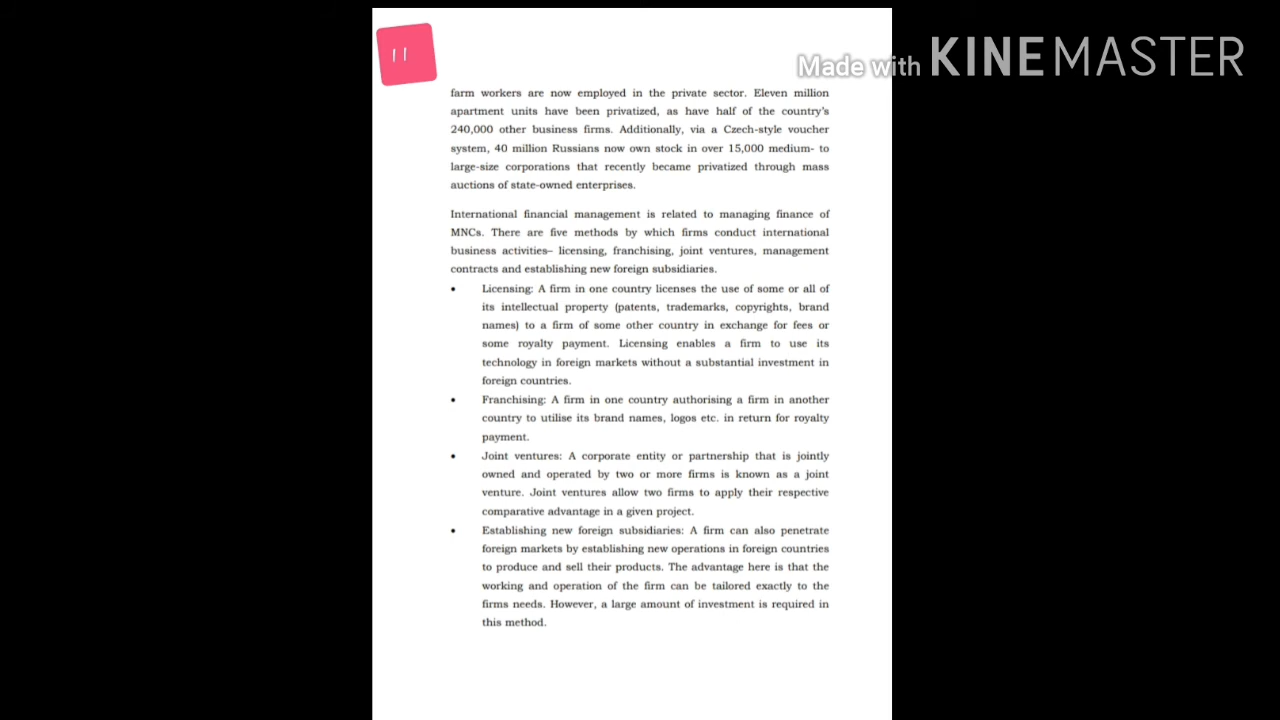 11
Made with KINEMASTER
farm workers are now employed in the private sector. Eleven million
apartment units have been privatized, as have half of the country's
240,000 other business firms. Additionally, via a Czech-style voucher
system, 40 million Russians now own stock in over 15,000 medium- to
large-size corporations that recently became privatized through mass
auctions of state-owned enterprises.
International financial management is related to managing finance of
MNCs. There are five methods by which firms conduct international
business activities– licensing, franchising, joint ventures, management
contracts and establishing new foreign subsidiaries.
• Licensing: A firm in one country licenses the use of some or all of
its intellectual property (patents, trademarks, copyrights, brand
names) to a firm of some other country in exchange for fees or
some royalty payment. Licensing enables a firm to use its
technology in foreign markets without a substantial investment in
foreign countries.
• Franchising: A firm in one country authorising a firm in another
country to utilise its brand names, logos etc. in return for royalty
payment.
• Joint ventures: A corporate entity or partnership that is jointly
owned and operated by two or more firms is known as a joint
venture. Joint ventures allow two firms to apply their respective
comparative advantage in a given project.
• Establishing new foreign subsidiaries: A firm can also penetrate
foreign markets by establishing new operations in foreign countries
to produce and sell their products. The advantage here is that the
working and operation of the firm can be tailored exactly to the
firms needs. However, a large amount of investment is required in
this method.